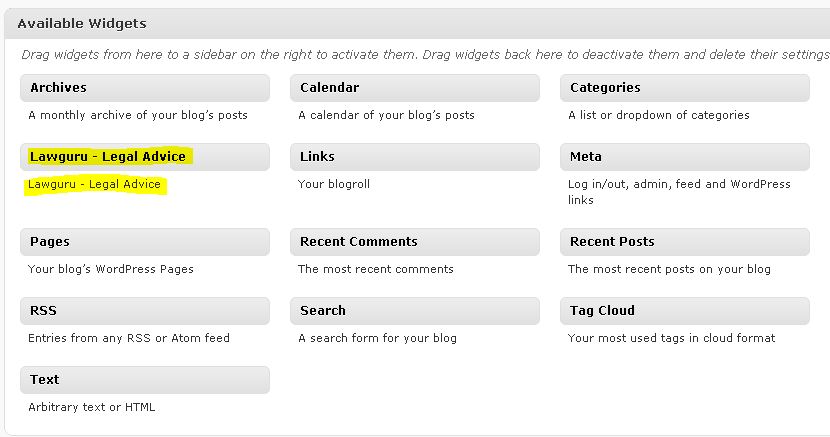 Available Widgets
Drag widgets from here to a sidebar on the right to activate them. Drag widgets back here to deactivate them and delete their settings
Archives
A monthly archive of your blog's posts
Calendar
A calendar of your blog's posts
Categories
A list or dropdown of categories
Lawguru - Legal Advice
Lawguru - Legal Advice
Links
Your blogroll
Meta
Log in/out, admin, feed and WordPress
links
Pages
Your blog's WordPress Pages
Recent Comments
The most recent comments
Recent Posts
The most recent posts on your blog
RSS
Entries from any RSS or Atom feed
Search
A search form for your blog
Tag Cloud
Your most used tags in cloud format
Text
Arbitrary text or HTML